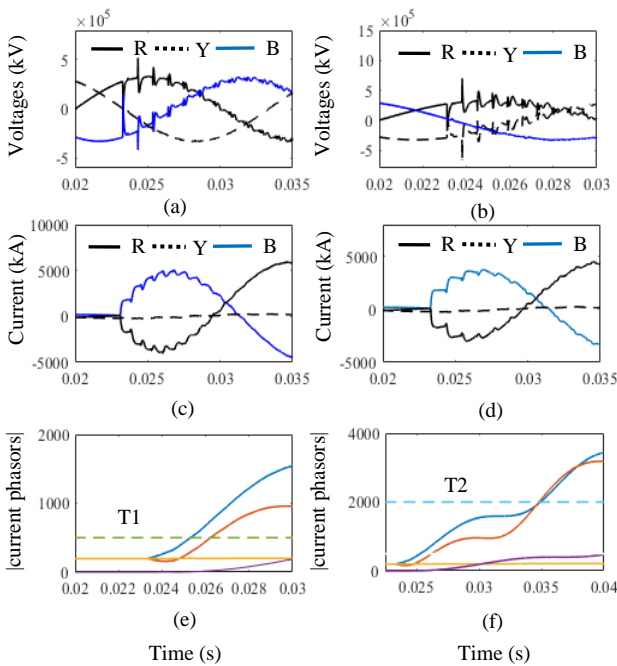 ×10⁵ ×10⁵
R Y B R Y B
Voltages (kV) Voltages (kV)
5 0 -5
15 10 5 0 -5
0.02 0.025 0.03 0.035 0.02 0.022 0.024 0.026 0.028 0.03
(a) (b)
R Y B R Y B
Current (kA) Current (kA)
10000 5000 0 -5000
5000 0 -5000
0.02 0.025 0.03 0.035 0.02 0.025 0.03 0.035
(c) (d)
|current phasors| |current phasors|
2000 1000 0
4000 2000 0
T1 T2
0.02 0.022 0.024 0.026 0.028 0.03 0.025 0.03 0.035 0.04
(e) (f)
Time (s) Time (s)